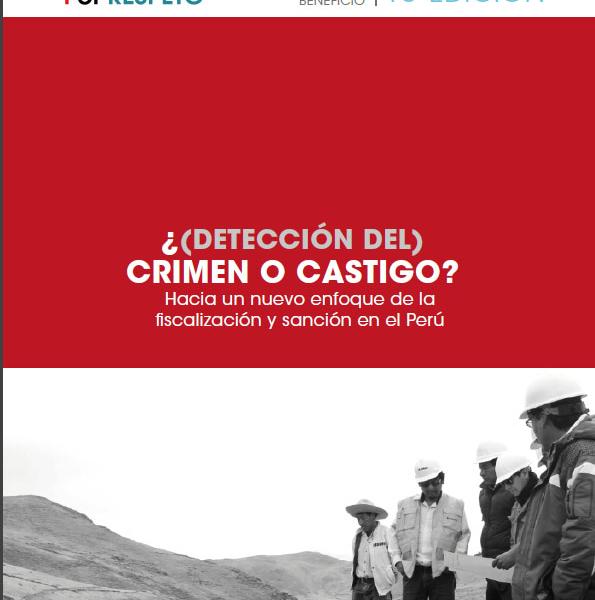 BENEFICIO
¿(DETECCIÓN DEL)
CRIMEN O CASTIGO?
Hacia un nuevo enfoque de la
fiscalización y sanción en el Perú